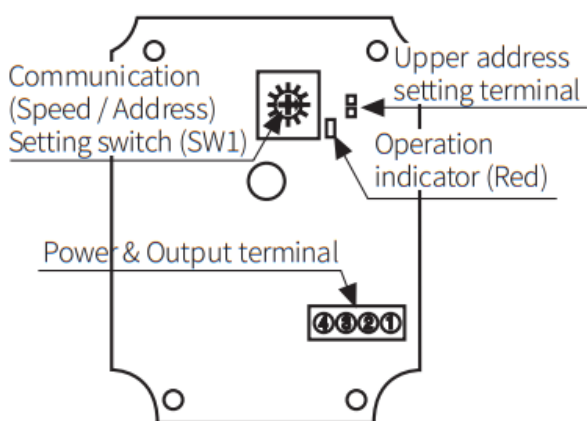 Communication
(Speed / Address)
Setting switch (SW1)
Upper address
setting terminal
Operation
indicator (Red)
Power & Output terminal
④③②①